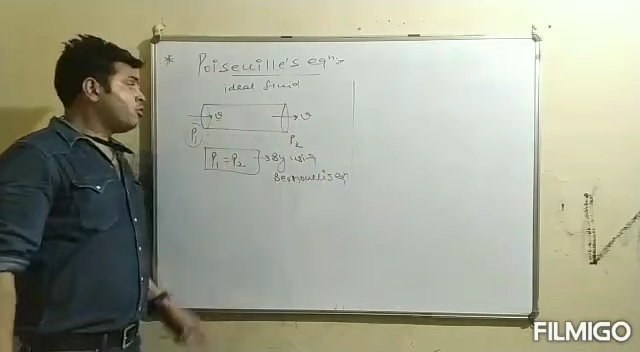 * Poiseuille's eqⁿ:-
ideal fluid
v v
P₁ P₂
P₁ = P₂ → By using
Bernoulli's eqⁿ
FILMIGO